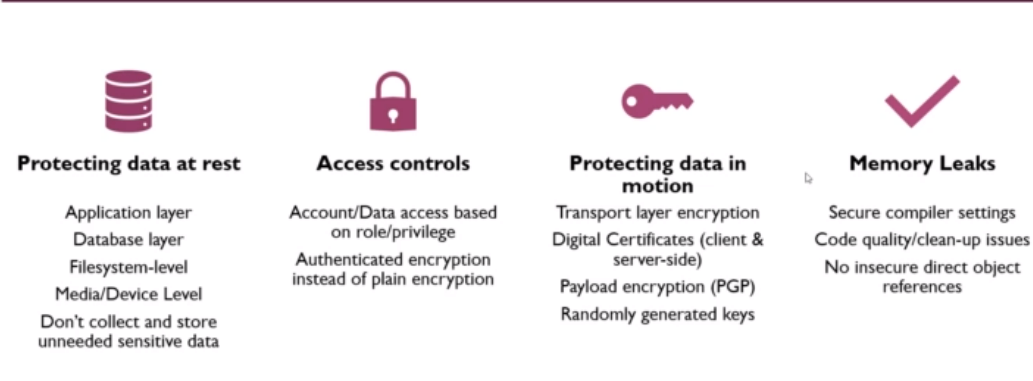 Protecting data at rest
Application layer
Database layer
Filesystem-level
Media/Device Level
Don't collect and store
unneeded sensitive data
Access controls
Account/Data access based
on role/privilege
Authenticated encryption
instead of plain encryption
Protecting data in
motion
Transport layer encryption
Digital Certificates (client &
server-side)
Payload encryption (PGP)
Randomly generated keys
Memory Leaks
Secure compiler settings
Code quality/clean-up issues
No insecure direct object
references